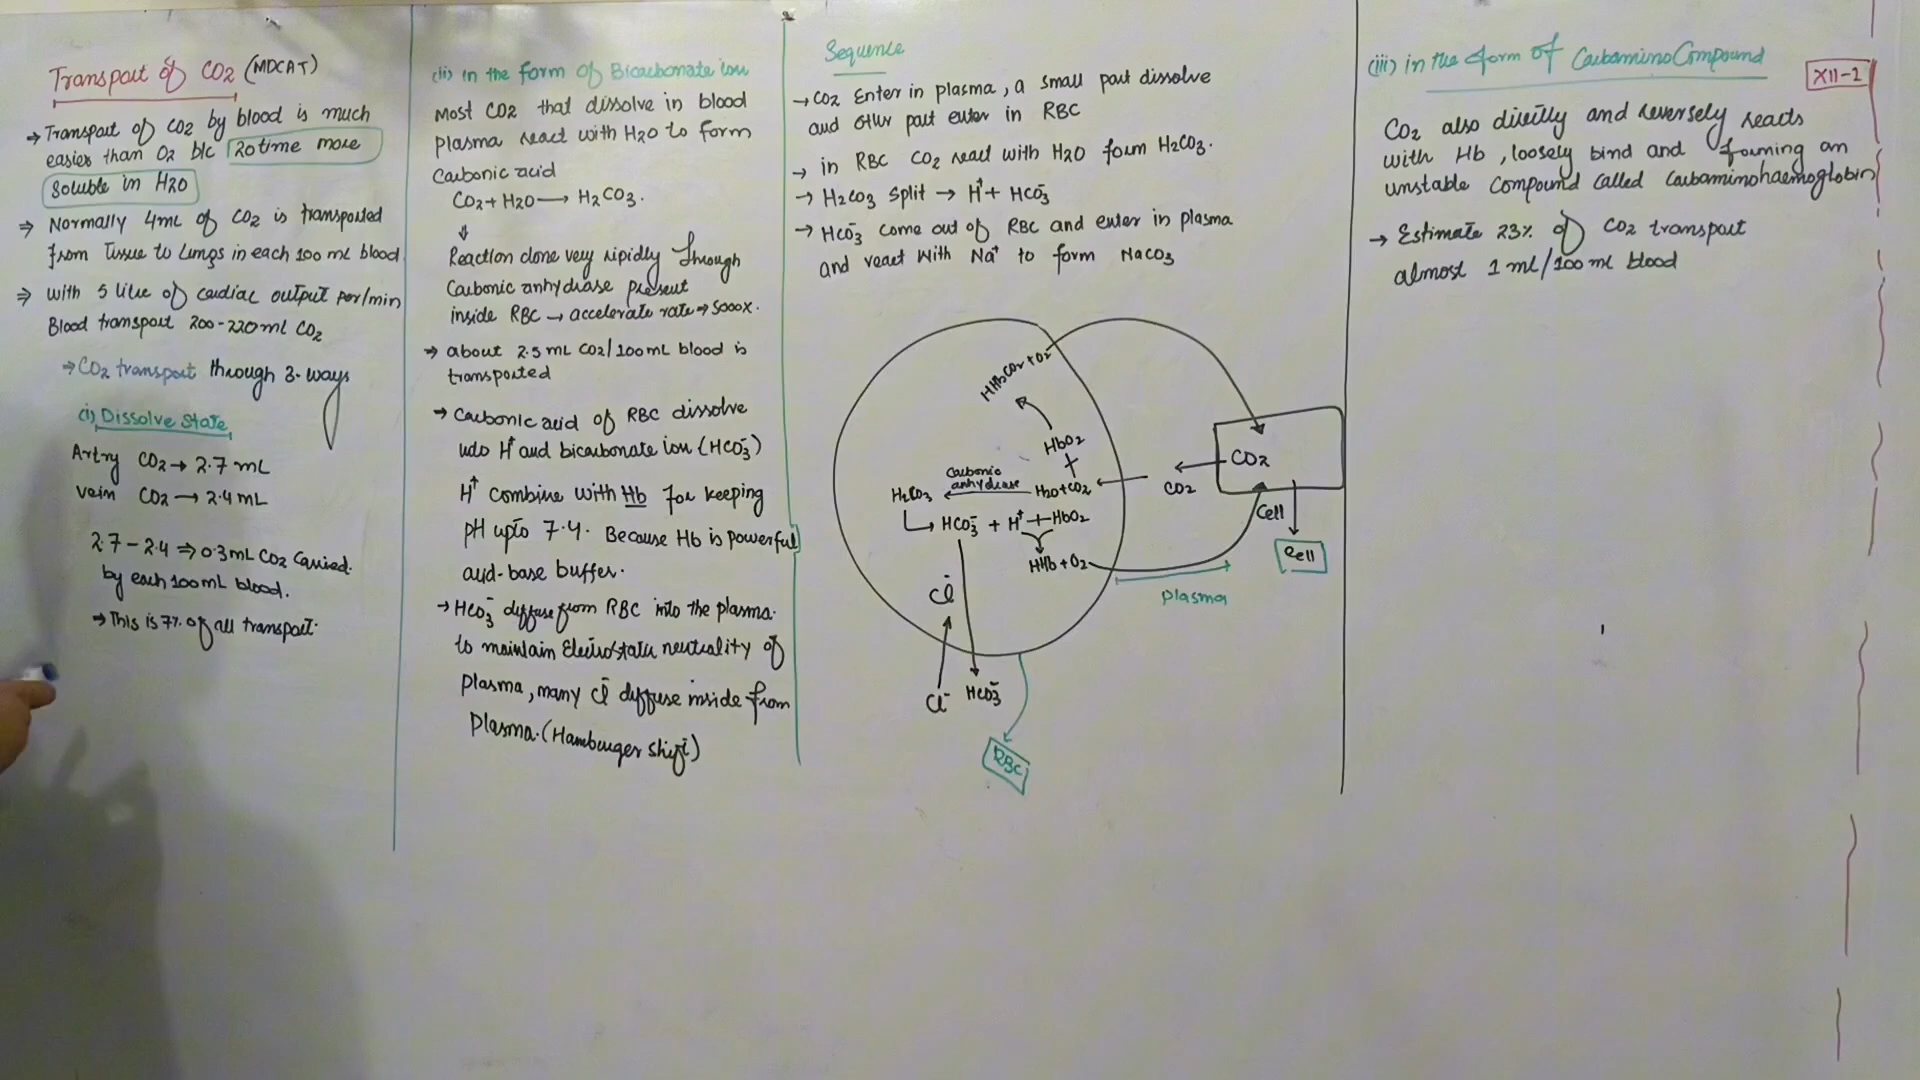 Transport of CO2 (MDCAT)
→ Transport of CO2 by blood is much
easier than O2 b/c 20 time more
soluble in H2O
⇒ Normally 4mL of CO2 is transported
from Tissue to Lungs in each 100 mL blood.
⇒ with 5 litre of cardiac output per/min
Blood transport 200-220ml CO2
→ CO2 transport through 3-ways
(i) Dissolve State
Artry CO2 → 2.7 mL
vein CO2 → 2.4 mL
2.7 - 2.4 ⇒ 0.3mL CO2 Carried.
by each 100mL blood.
→ This is 7% of all transport.
(ii) in the form of Bicarbonate ion
Most CO2 that dissolve in blood
plasma react with H2O to form
Carbonic acid
CO2 + H2O → H2CO3.
⇓
Reaction done very ripidly through
Carbonic anhydrase present
inside RBC → accelerate rate ⇒ 5000x.
→ about 2.5 mL CO2/100mL blood is
transported
→ Carbonic acid of RBC dissolve
into H⁺ and bicarbonate ion (HCO3⁻)
H⁺ combine with Hb for keeping
pH upto 7.4. Because Hb is powerful
acid-base buffer.
→ HCO3⁻ diffuse from RBC into the plasma.
to maintain Electrostatic neutrality of
plasma, many Cl⁻ diffuse inside from
Plasma. (Hamburger shift)
Sequence
→ CO2 Enter in plasma, a small part dissolve
and other part enter in RBC
→ in RBC CO2 react with H2O form H2CO3.
→ H2CO3 split → H⁺ + HCO3⁻
→ HCO3⁻ come out of RBC and enter in plasma
and react with Na⁺ to form NaCO3
HHbCO2 + O2
HbO2
+
Carbonic
anhydrase
H2CO3 ← H2O + CO2
CO2
CO2
HCO3⁻ + H⁺ + HbO2
Cell
HHb + O2
Cell
Plasma
Cl⁻
Cl⁻ HCO3⁻
RBC
(iii) in the form of Carbamino Compound
XII-2
CO2 also dirctlly and reversely reacts
with Hb, loosely bind and forming an
unstable compound called Carbaminohaemoglobin
→ Estimate 23% of CO2 transport
almost 1 ml/100 ml blood